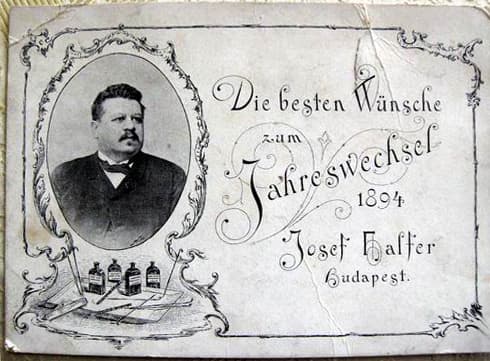 Die besten Wünsche
zum
Jahreswechsel
1894
Josef Halfer
Budapest.